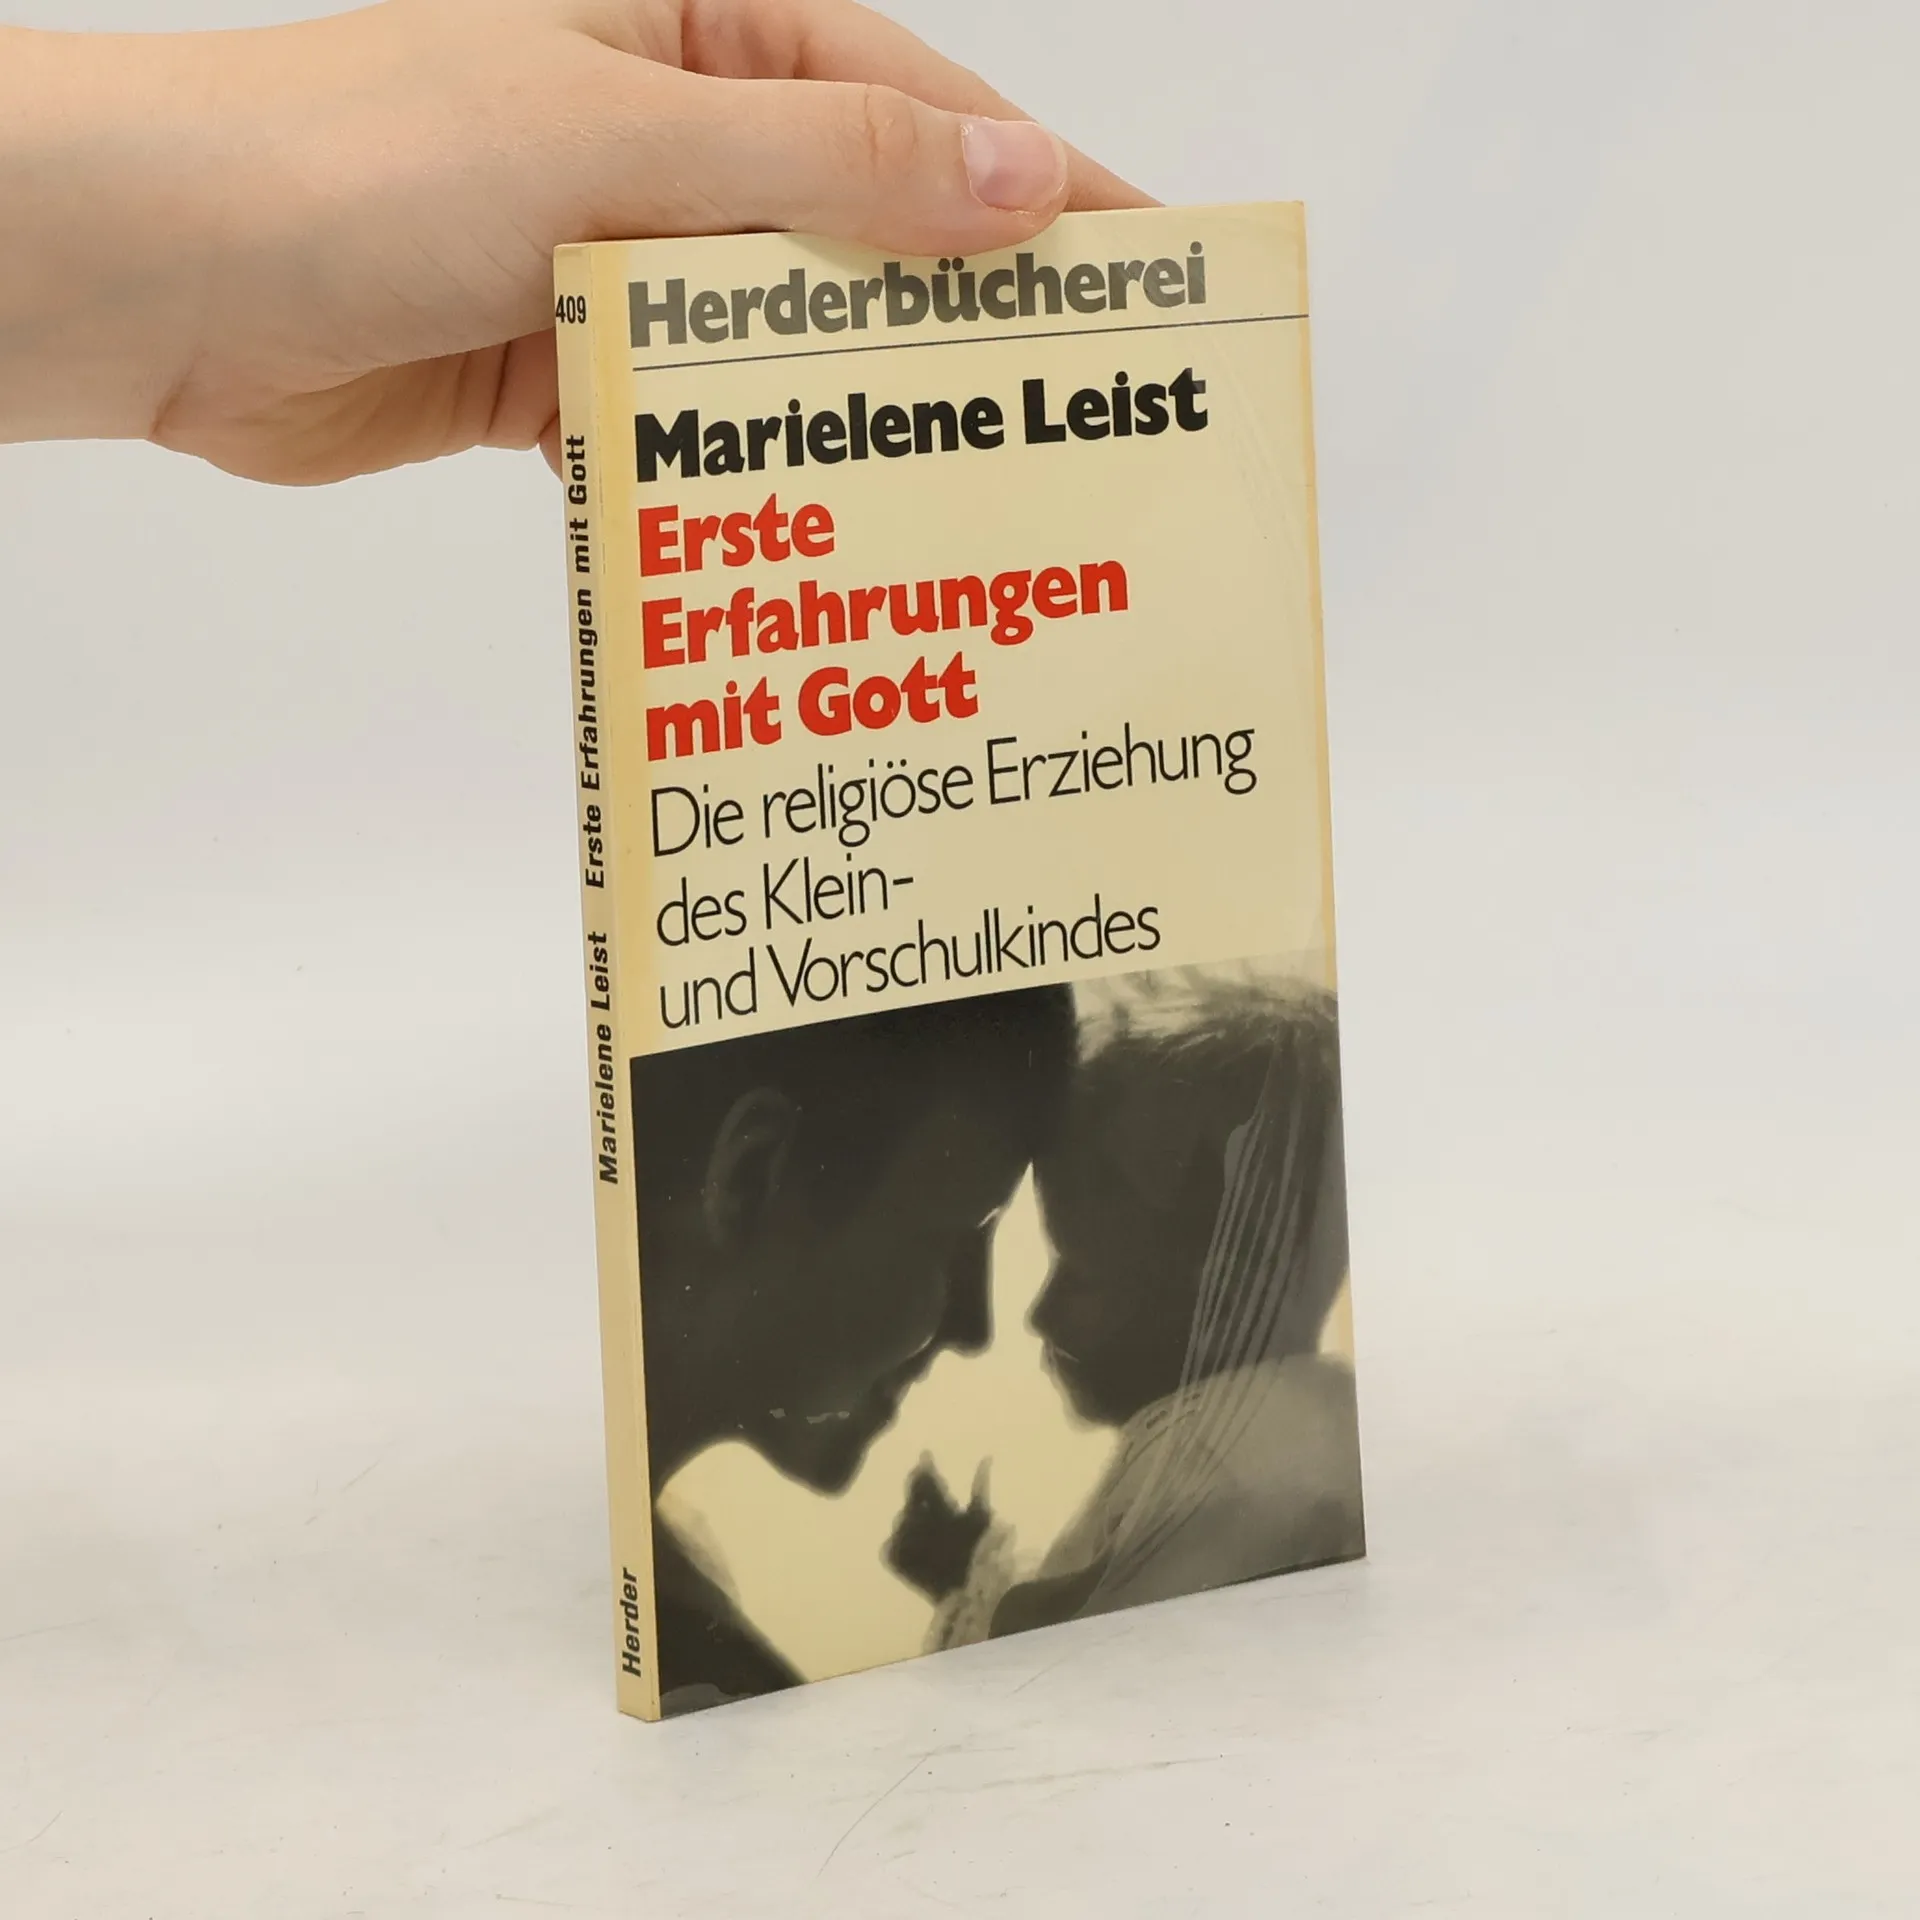 Herderbücherei
Marielene Leist
Erste
Erfahrungen
mit Gott
Die religiöse Erziehung
des Klein-
und Vorschulkindes
409
Marielene Leist Erste Erfahrungen mit Gott
Herder